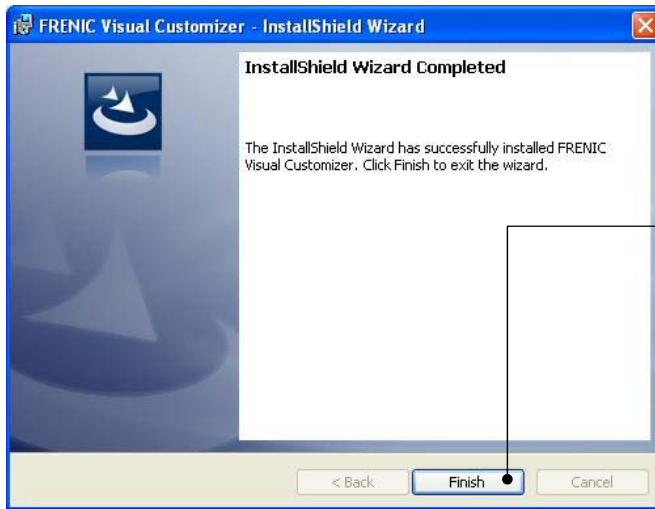 FRENIC Visual Customizer - InstallShield Wizard
InstallShield Wizard Completed
The InstallShield Wizard has successfully installed FRENIC
Visual Customizer. Click Finish to exit the wizard.
< Back
Finish
Cancel